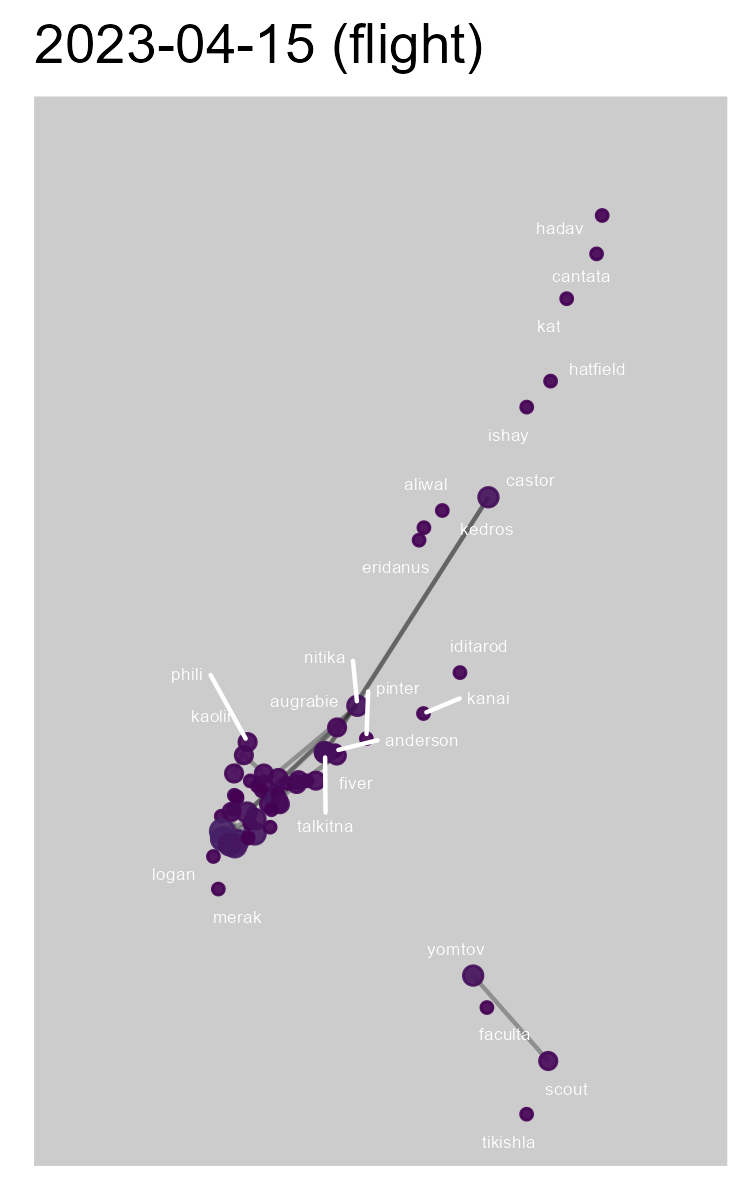 2023-04-15 (flight)
hadav
cantata
kat
hatfield
ishay
castor
aliwal
kedros
eridanus
iditarod
nitika
phili
pinter
kanai
augrabie
kaolin
anderson
fiver
talkitna
logan
merak
yomtov
faculta
scout
tikishla